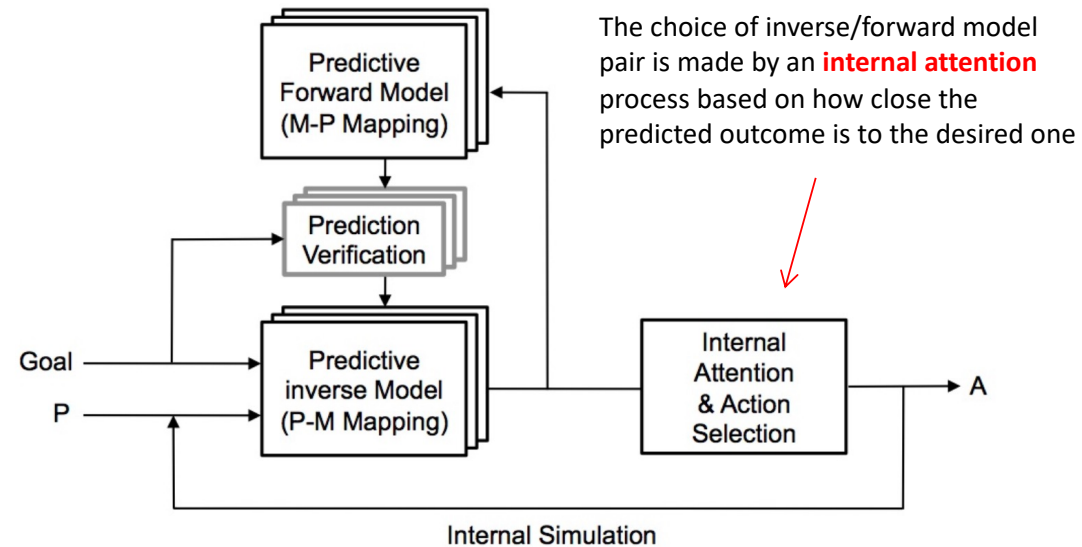 The choice of inverse/forward model
pair is made by an internal attention
process based on how close the
predicted outcome is to the desired one
Predictive
Forward Model
(M-P Mapping)
Prediction
Verification
Goal
P
Predictive
inverse Model
(P-M Mapping)
Internal
Attention
& Action
Selection
A
Internal Simulation